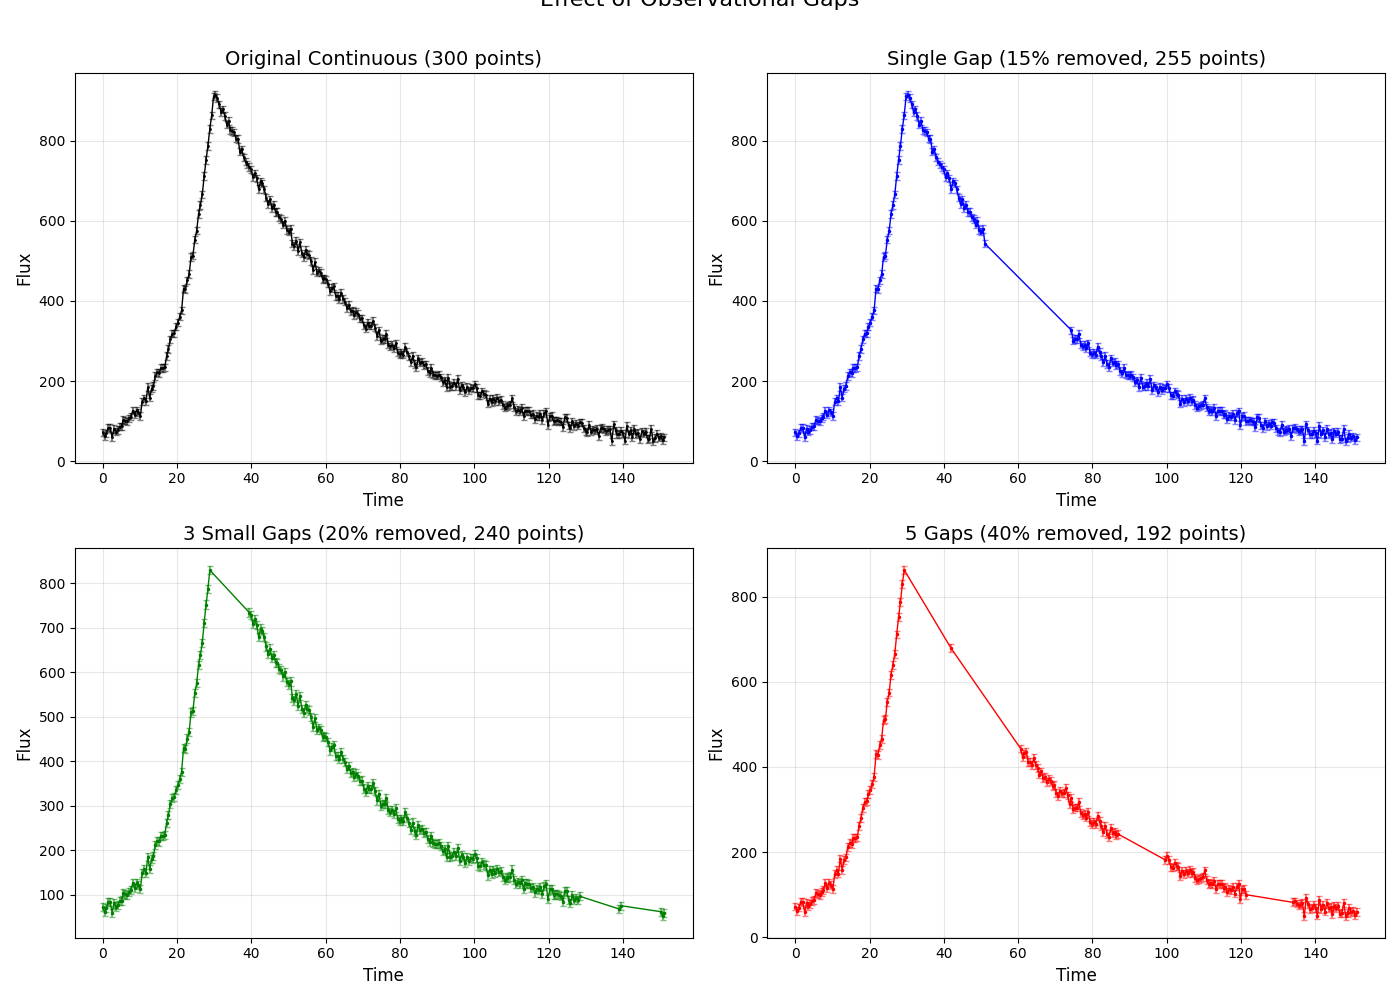 Effect of Observational Gaps
Original Continuous (300 points)
Flux
800
600
400
200
0
0 20 40 60 80 100 120 140
Time
Single Gap (15% removed, 255 points)
Flux
800
600
400
200
0
0 20 40 60 80 100 120 140
Time
3 Small Gaps (20% removed, 240 points)
Flux
800
700
600
500
400
300
200
100
0 20 40 60 80 100 120 140
Time
5 Gaps (40% removed, 192 points)
Flux
800
600
400
200
0
0 20 40 60 80 100 120 140
Time